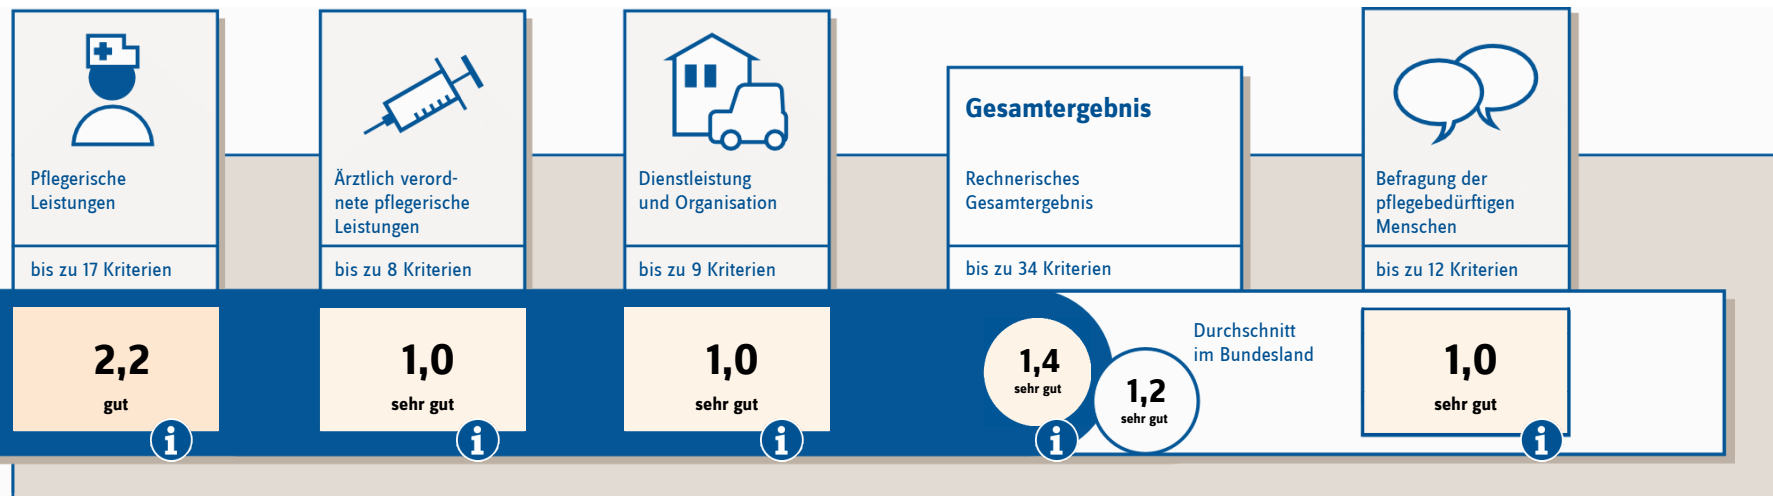 Pflegerische
Leistungen
bis zu 17 Kriterien
2,2
gut
i
Ärztlich verord-
nete pflegerische
Leistungen
bis zu 8 Kriterien
1,0
sehr gut
i
Dienstleistung
und Organisation
bis zu 9 Kriterien
1,0
sehr gut
i
Gesamtergebnis
Rechnerisches
Gesamtergebnis
bis zu 34 Kriterien
1,4
sehr gut
i
1,2
sehr gut
Durchschnitt
im Bundesland
Befragung der
pflegebedürftigen
Menschen
bis zu 12 Kriterien
1,0
sehr gut
i